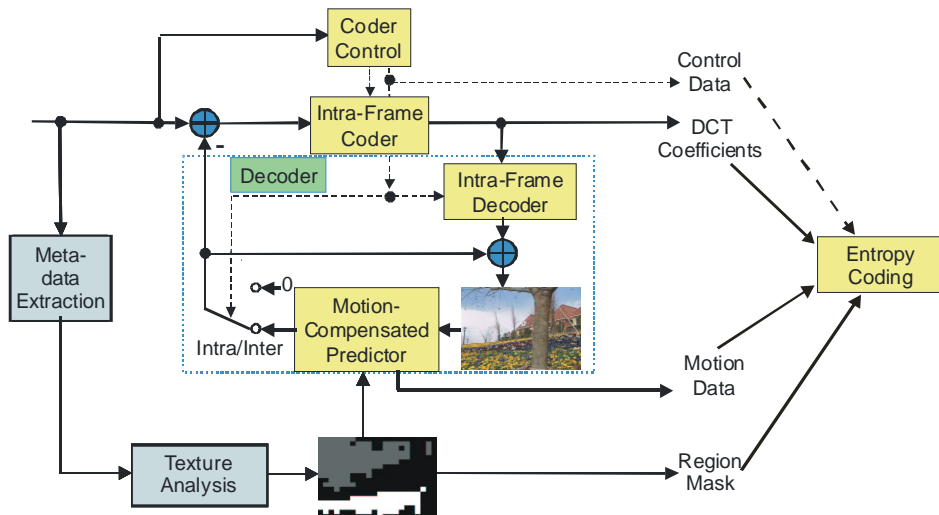 Coder
Control
Control
Data
Intra-Frame
Coder
DCT
Coefficients
-
Decoder
Intra-Frame
Decoder
Meta-
data
Extraction
Entropy
Coding
0
Motion-
Compensated
Predictor
Intra/Inter
Motion
Data
Texture
Analysis
Region
Mask